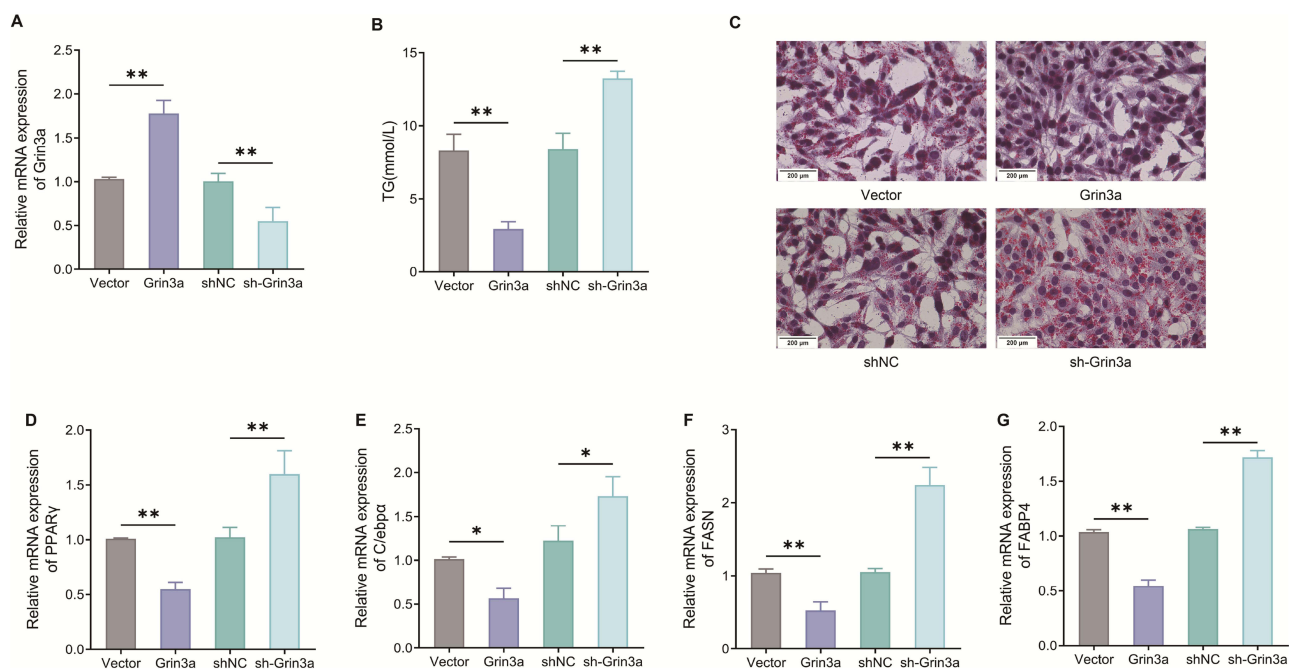 A
Relative mRNA expression
of Grin3a
2.5
2.0
1.5
1.0
0.5
0.0
**
**
Vector Grin3a shNC sh-Grin3a
B
TG(mmol/L)
15
10
5
0
**
**
Vector Grin3a shNC sh-Grin3a
C
200 μm
200 μm
Vector Grin3a
200 μm
200 μm
shNC sh-Grin3a
D
Relative mRNA expression
of PPARγ
2.0
1.5
1.0
0.5
0.0
**
**
Vector Grin3a shNC sh-Grin3a
E
Relative mRNA expression
of C/ebpα
2.5
2.0
1.5
1.0
0.5
0.0
*
*
Vector Grin3a shNC sh-Grin3a
F
Relative mRNA expression
of FASN
3
2
1
0
**
**
Vector Grin3a shNC sh-Grin3a
G
Relative mRNA expression
of FABP4
2.0
1.5
1.0
0.5
0.0
**
**
Vector Grin3a shNC sh-Grin3a